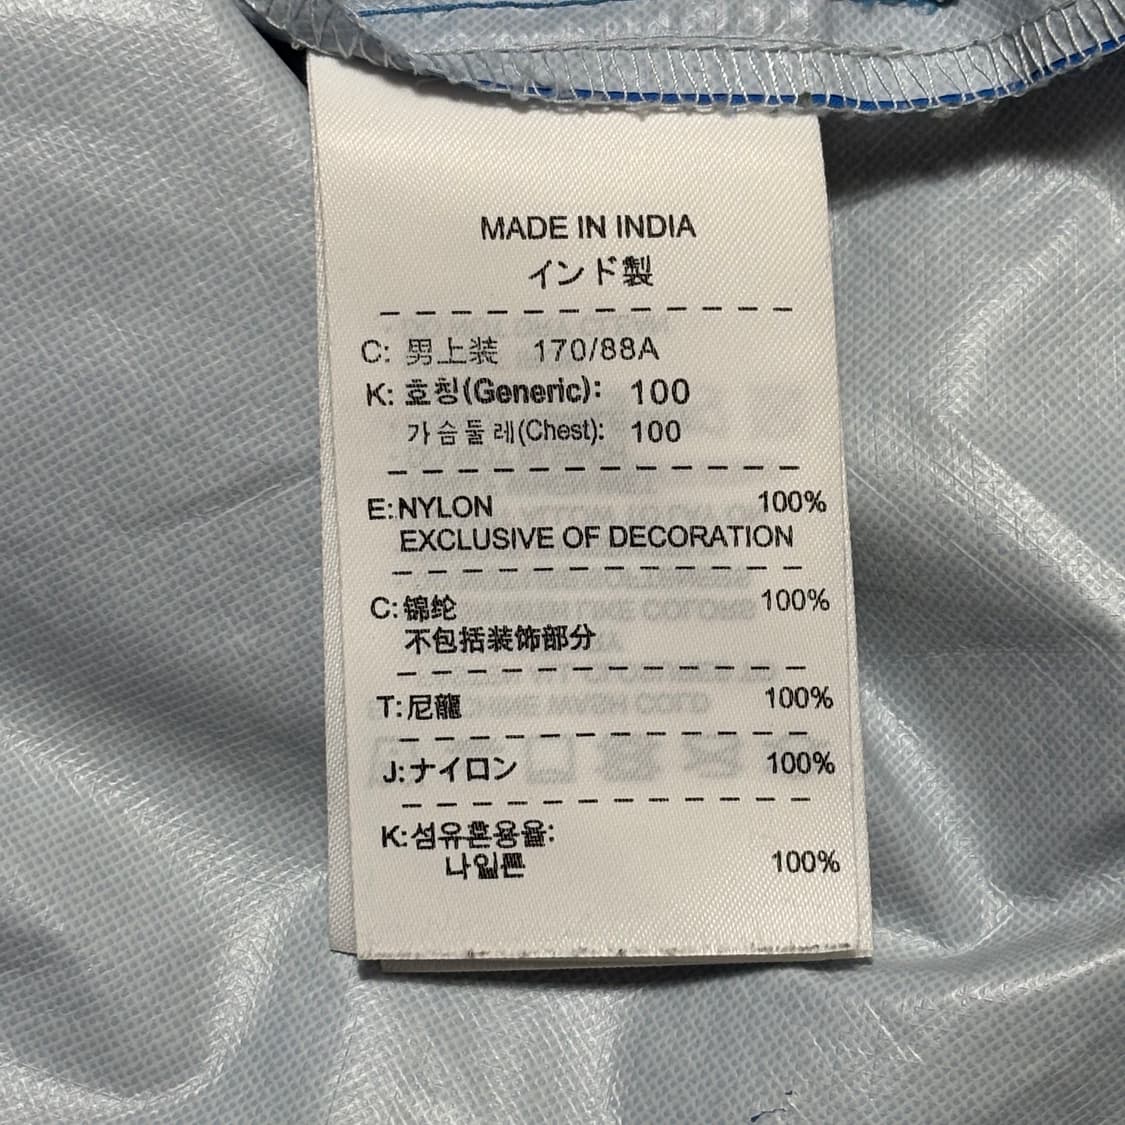 MADE IN INDIA
インド製
C: 男上装 170/88A
K: 호칭(Generic): 100
가슴둘레(Chest): 100
E:NYLON 100%
EXCLUSIVE OF DECORATION
C:锦纶 100%
不包括装饰部分
T:尼龍 100%
J:ナイロン 100%
K:섬유혼용율:
나일론 100%